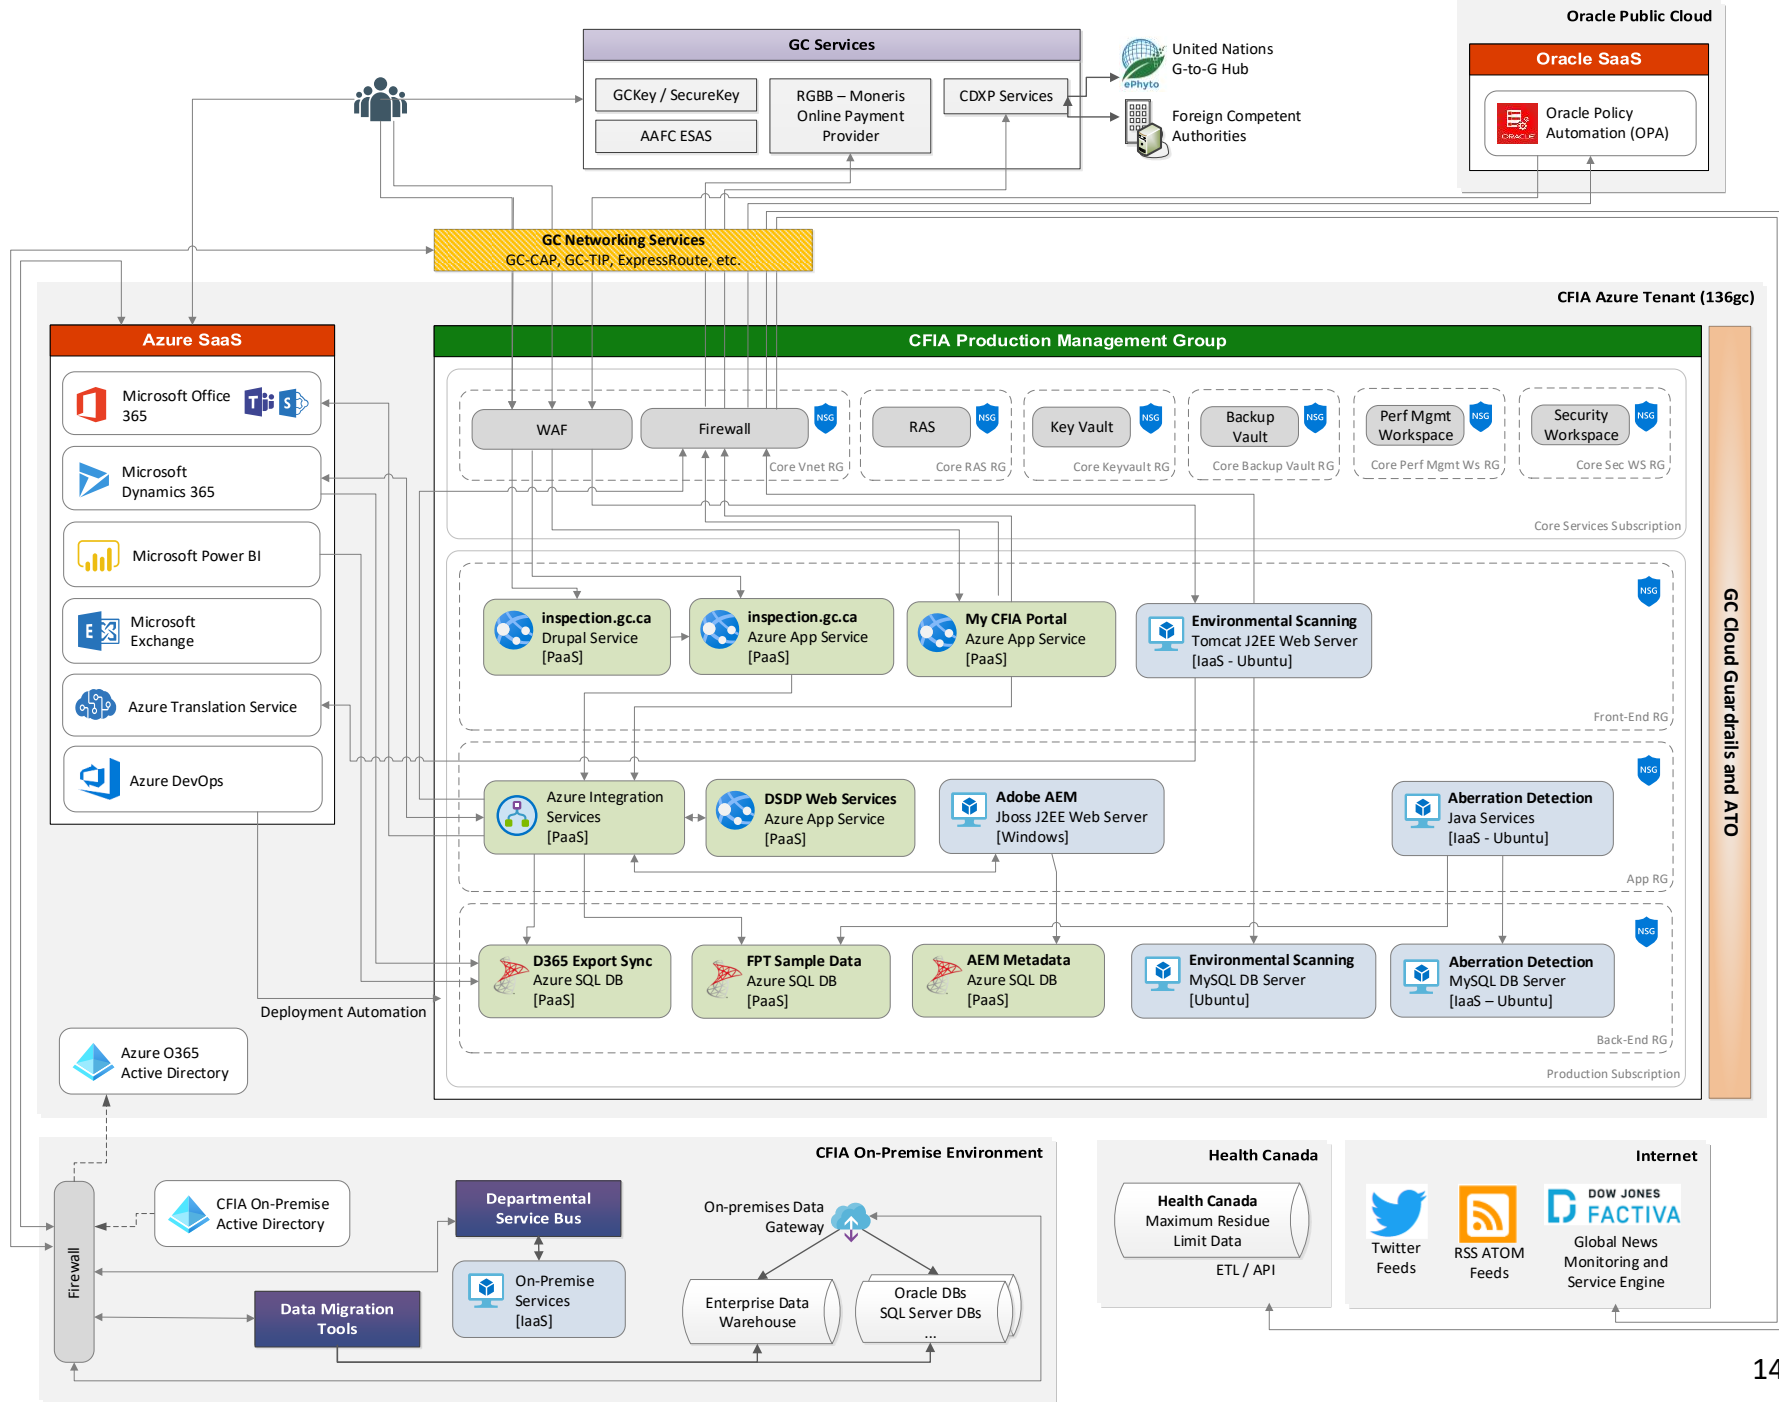 Oracle Public Cloud
Oracle SaaS
ORACLE
Oracle Policy
Automation (OPA)
GC Services
GCKey / SecureKey
AAFC ESAS
RGBB – Moneris
Online Payment
Provider
CDXP Services
ePhyto
United Nations
G-to-G Hub
Foreign Competent
Authorities
GC Networking Services
GC-CAP, GC-TIP, ExpressRoute, etc.
CFIA Azure Tenant (136gc)
Azure SaaS
Microsoft Office
365
Microsoft
Dynamics 365
Microsoft Power BI
Microsoft
Exchange
Azure Translation Service
Azure DevOps
CFIA Production Management Group
WAF
Firewall
NSG
Core Vnet RG
RAS
NSG
Core RAS RG
Key Vault
NSG
Core Keyvault RG
Backup
Vault
NSG
Core Backup Vault RG
Perf Mgmt
Workspace
NSG
Core Perf Mgmt Ws RG
Security
Workspace
NSG
Core Sec WS RG
Core Services Subscription
NSG
inspection.gc.ca
Drupal Service
[PaaS]
inspection.gc.ca
Azure App Service
[PaaS]
My CFIA Portal
Azure App Service
[PaaS]
Environmental Scanning
Tomcat J2EE Web Server
[IaaS - Ubuntu]
Front-End RG
NSG
Azure Integration
Services
[PaaS]
DSDP Web Services
Azure App Service
[PaaS]
Adobe AEM
Jboss J2EE Web Server
[Windows]
Aberration Detection
Java Services
[IaaS - Ubuntu]
App RG
NSG
D365 Export Sync
Azure SQL DB
[PaaS]
FPT Sample Data
Azure SQL DB
[PaaS]
AEM Metadata
Azure SQL DB
[PaaS]
Environmental Scanning
MySQL DB Server
[Ubuntu]
Aberration Detection
MySQL DB Server
[IaaS – Ubuntu]
Back-End RG
Production Subscription
GC Cloud Guardrails and ATO
Deployment Automation
Azure O365
Active Directory
CFIA On-Premise Environment
Firewall
CFIA On-Premise
Active Directory
Departmental
Service Bus
On-Premise
Services
[IaaS]
Data Migration
Tools
On-premises Data
Gateway
Enterprise Data
Warehouse
Oracle DBs
SQL Server DBs
...
Health Canada
Health Canada
Maximum Residue
Limit Data
ETL / API
Internet
Twitter
Feeds
RSS ATOM
Feeds
DOW JONES
FACTIVA
Global News
Monitoring and
Service Engine
14